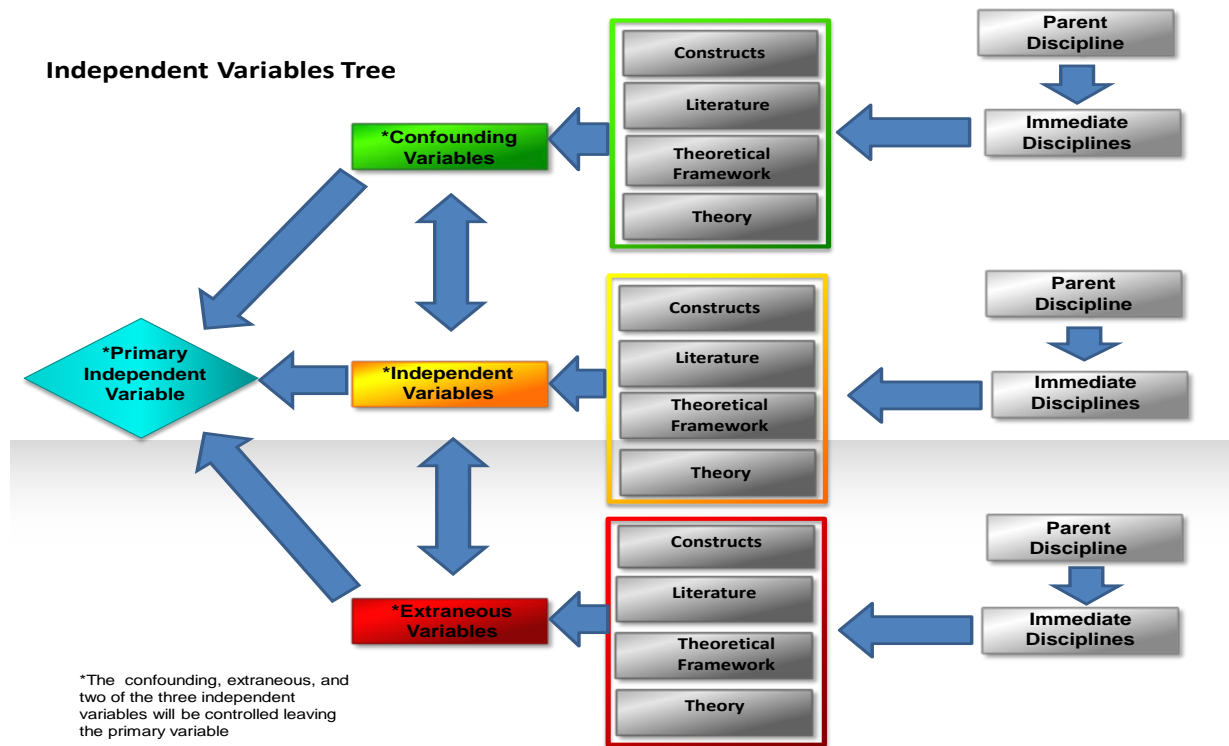 Independent Variables Tree
Parent
Discipline
Immediate
Disciplines
Constructs
Literature
Theoretical
Framework
Theory
*Confounding
Variables
Parent
Discipline
Immediate
Disciplines
Constructs
Literature
Theoretical
Framework
Theory
*Independent
Variables
*Primary
Independent
Variable
Parent
Discipline
Immediate
Disciplines
Constructs
Literature
Theoretical
Framework
Theory
*Extraneous
Variables
*The confounding, extraneous, and
two of the three independent
variables will be controlled leaving
the primary variable